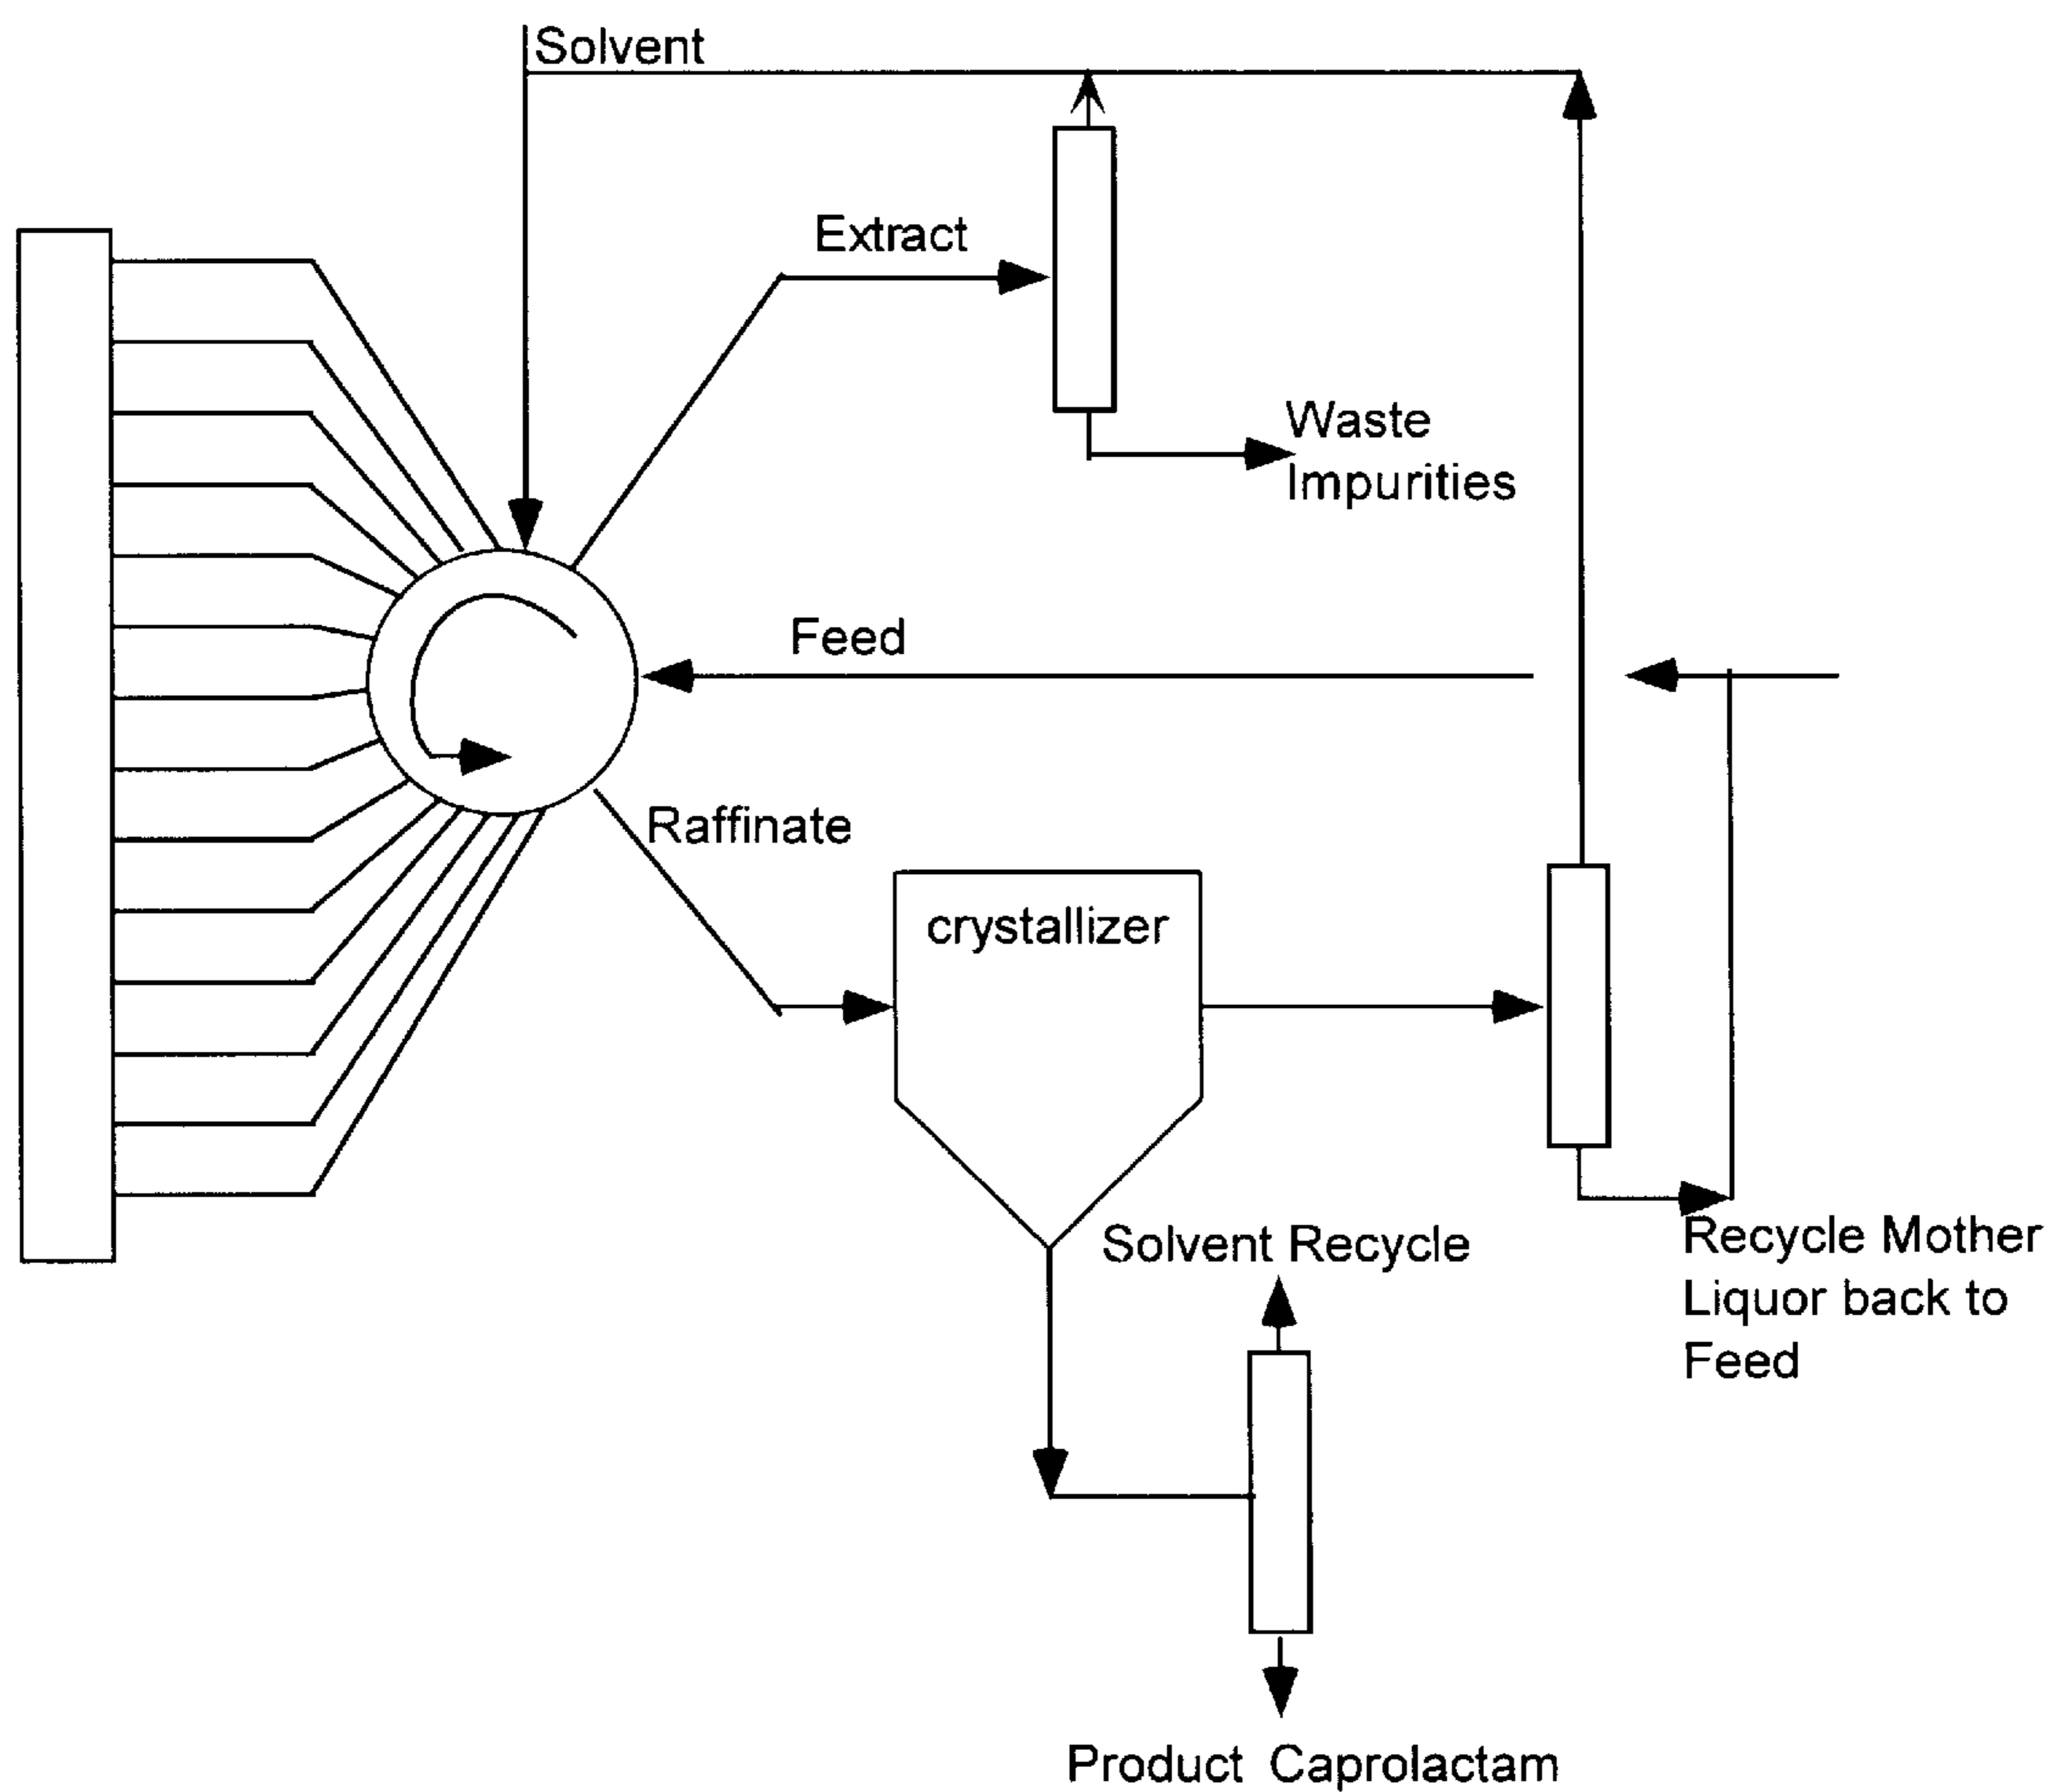 Solvent
Extract
Waste
Impurities
Feed
Raffinate
crystallizer
Solvent Recycle
Recycle Mother
Liquor back to
Feed
Product Caprolactam